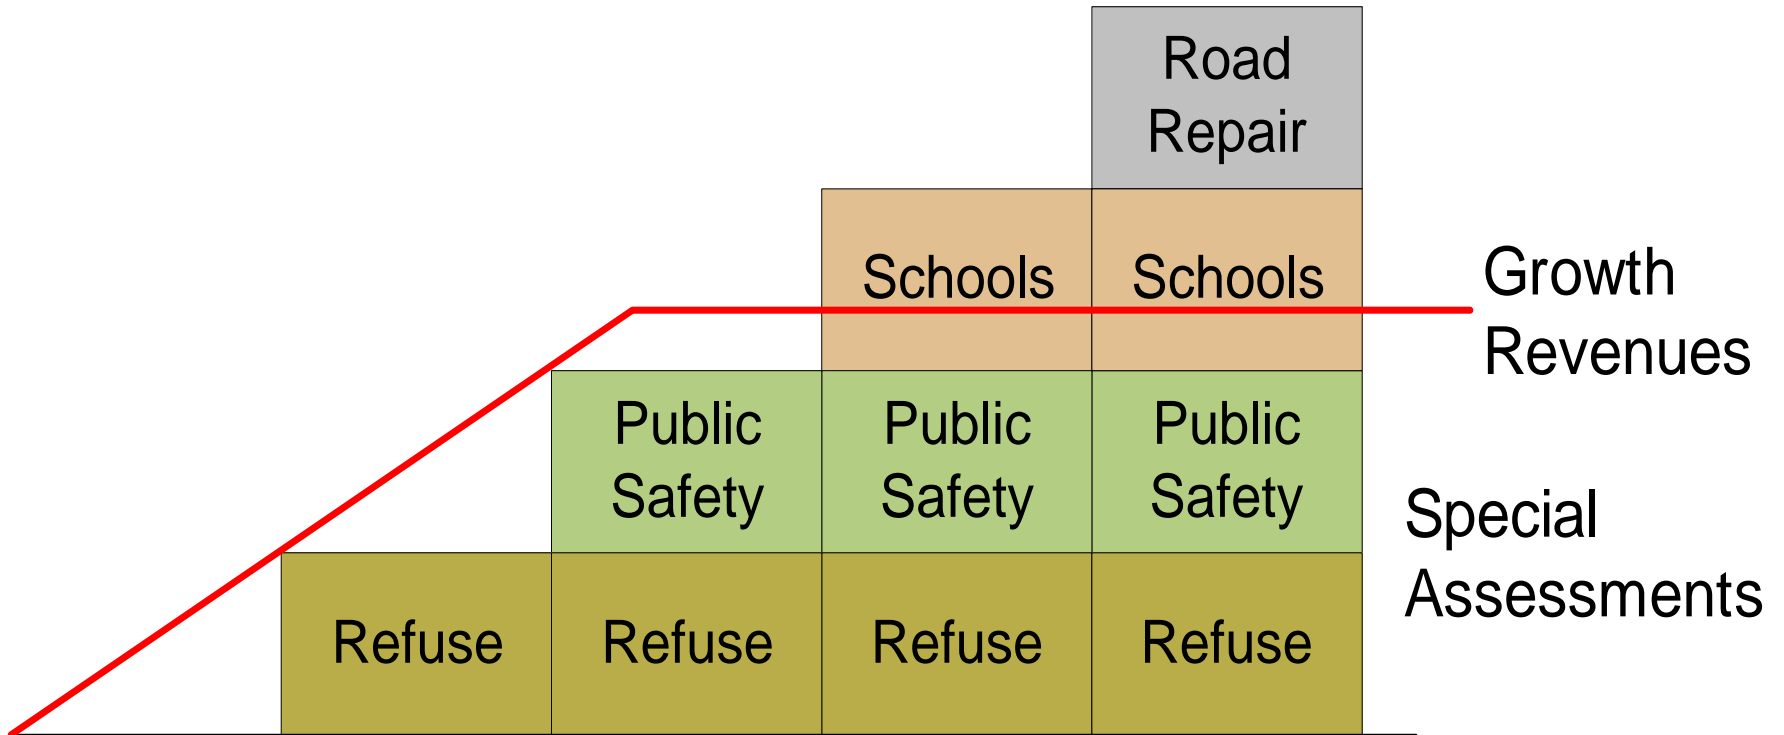 Road
Repair
Schools
Schools
Growth
Revenues
Public
Safety
Public
Safety
Public
Safety
Special
Assessments
Refuse
Refuse
Refuse
Refuse